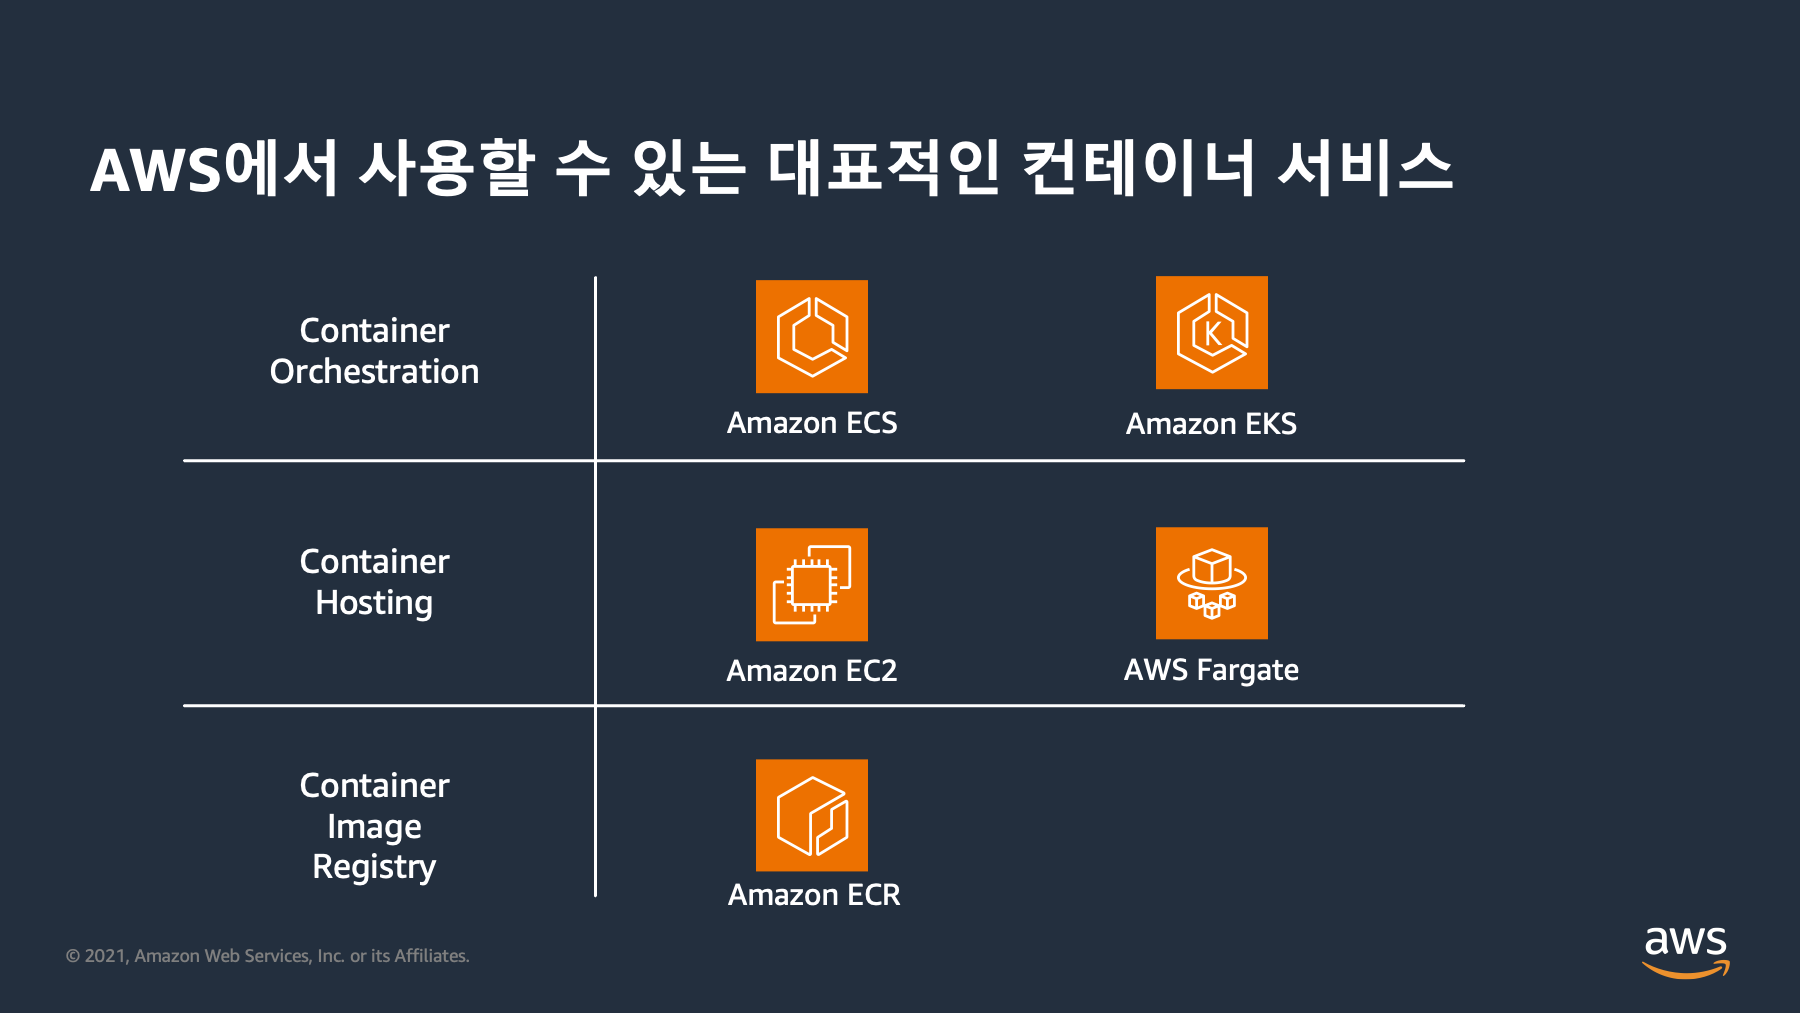 AWS에서 사용할 수 있는 대표적인 컨테이너 서비스
Container
Orchestration
K
Amazon ECS
Amazon EKS
Container
Hosting
Amazon EC2
AWS Fargate
Container
Image
Registry
Amazon ECR
© 2021, Amazon Web Services, Inc. or its Affiliates.
aws